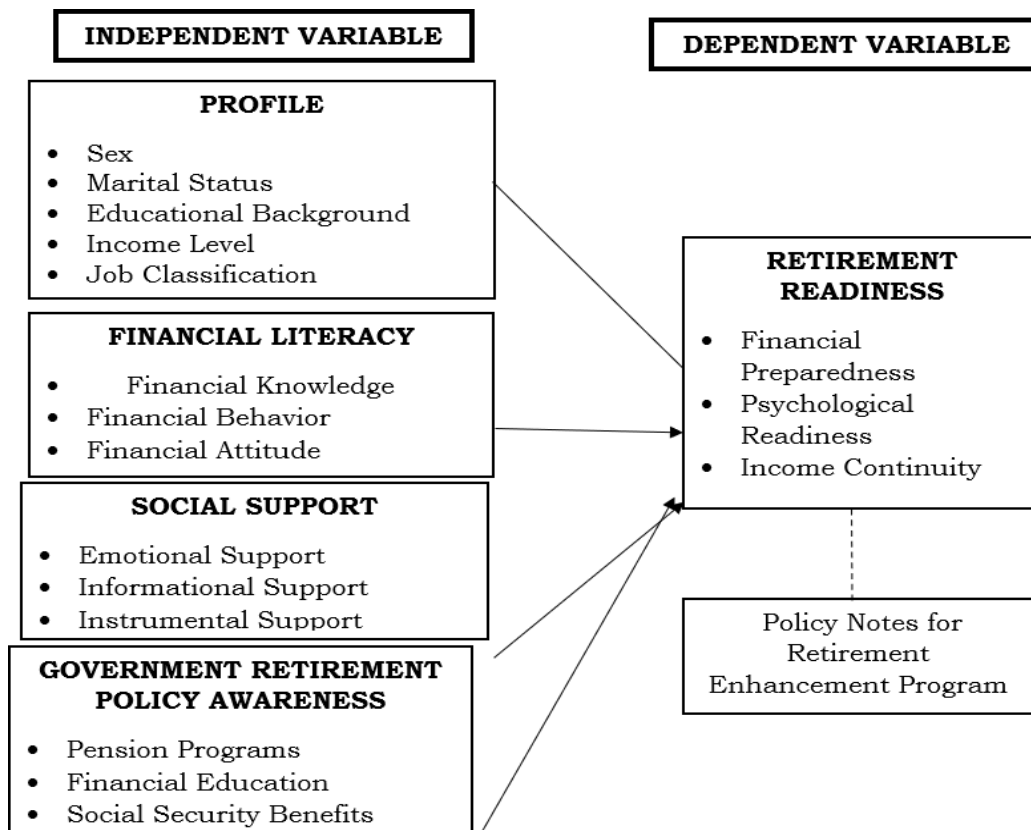 INDEPENDENT VARIABLE
DEPENDENT VARIABLE
PROFILE
• Sex
• Marital Status
• Educational Background
• Income Level
• Job Classification
FINANCIAL LITERACY
• Financial Knowledge
• Financial Behavior
• Financial Attitude
SOCIAL SUPPORT
• Emotional Support
• Informational Support
• Instrumental Support
GOVERNMENT RETIREMENT
POLICY AWARENESS
• Pension Programs
• Financial Education
• Social Security Benefits
RETIREMENT
READINESS
• Financial
Preparedness
• Psychological
Readiness
• Income Continuity
Policy Notes for
Retirement
Enhancement Program